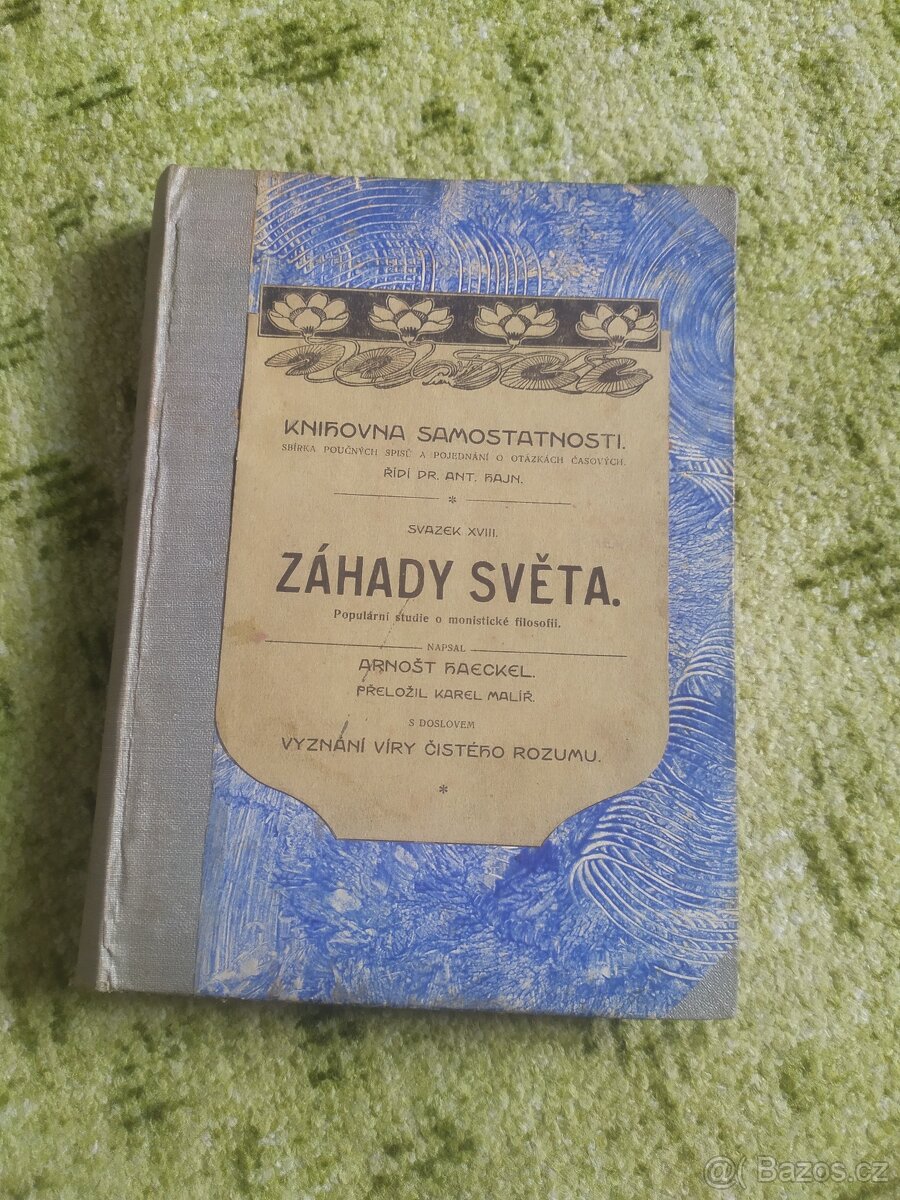 KNIHOVNA SAMOSTATNOSTI.
SBÍRKA POUČNÝCH SPISŮ A POJEDNÁNÍ O OTÁZKÁCH ČASOVÝCH.
ŘÍDÍ DR. ANT. HAJN.
*
SVAZEK XVIII.
ZÁHADY SVĚTA.
Populární studie o monistické filosofii.
NAPSAL
ARNOŠT HAECKEL.
PŘELOŽIL KAREL MALÍŘ.
S DOSLOVEM
VYZNÁNÍ VÍRY ČISTÉHO ROZUMU.
*
@( Bazos.cz